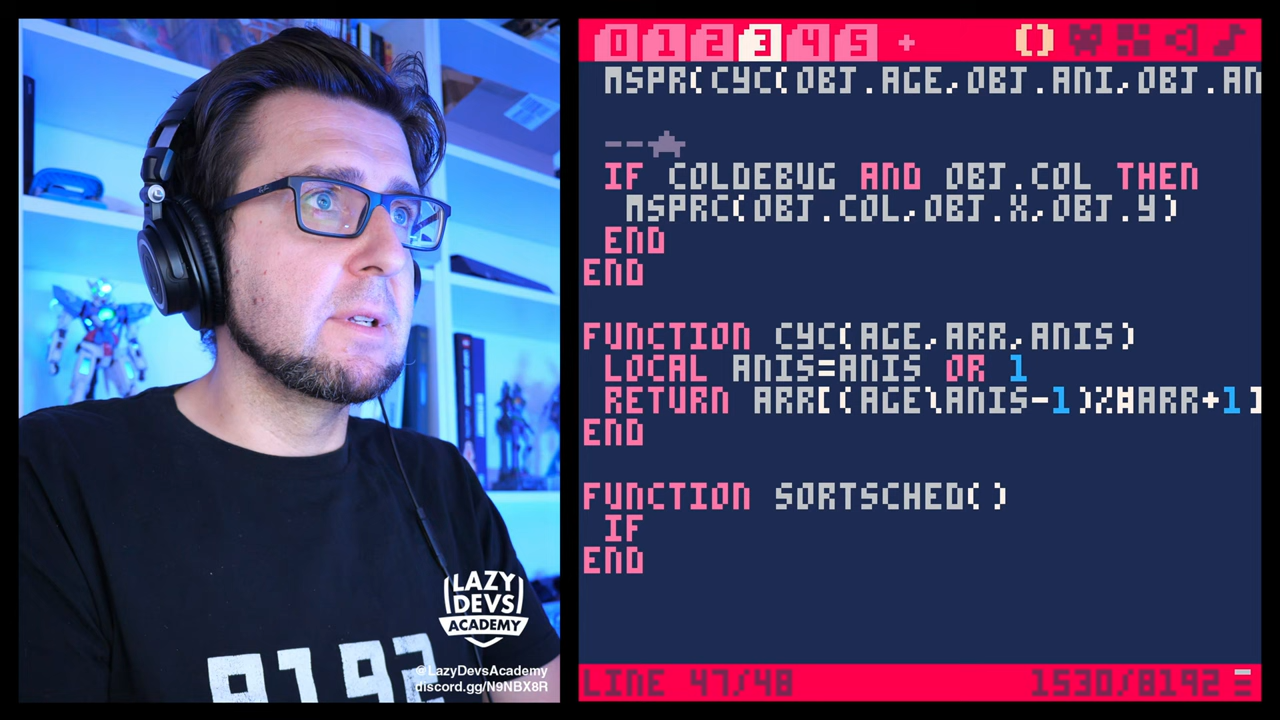 0 1 2 3 4 5 + ()
MSPR(CYC(OBJ.AGE,OBJ.ANI,OBJ.AN
--
IF COLDEBUG AND OBJ.COL THEN
MSPRC(OBJ.COL,OBJ.X,OBJ.Y)
END
END
FUNCTION CYC(AGE,ARR,ANIS)
LOCAL ANIS=ANIS OR 1
RETURN ARR[(AGE\ANIS-1)%#ARR+1]
END
FUNCTION SORTSCHED()
IF
END
LINE 47/48
1530/8192
LAZY
DEVS
ACADEMY
8192
@LazyDevsAcademy
discord.gg/N9NBX8R